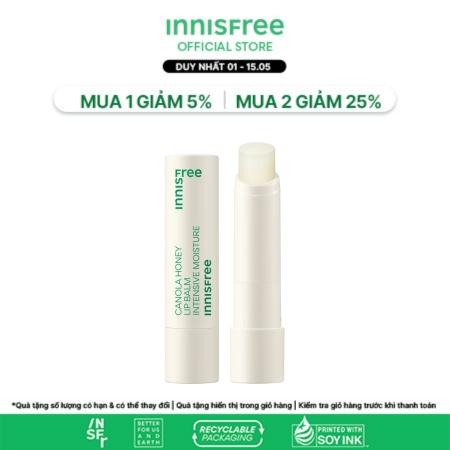 innisfree
OFFICIAL STORE
DUY NHẤT 01 - 15.05
MUA 1 GIẢM 5% | MUA 2 GIẢM 25%
innisfree
CANOLA HONEY
LIP BALM
INTENSIVE MOISTURE
innisfree
*Quà tặng số lượng có hạn & có thể thay đổi | Quà tặng hiển thị trong giỏ hàng | Kiểm tra giỏ hàng trước khi thanh toán
/NSFT
BETTER
FOR US
AND
EARTH
RECYCLABLE
PACKAGING
PRINTED WITH
SOY INK